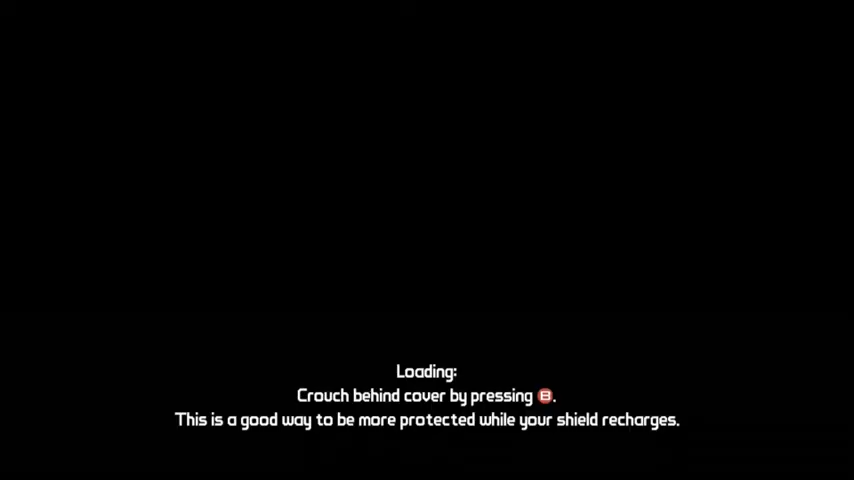 Loading:
Crouch behind cover by pressing B.
This is a good way to be more protected while your shield recharges.